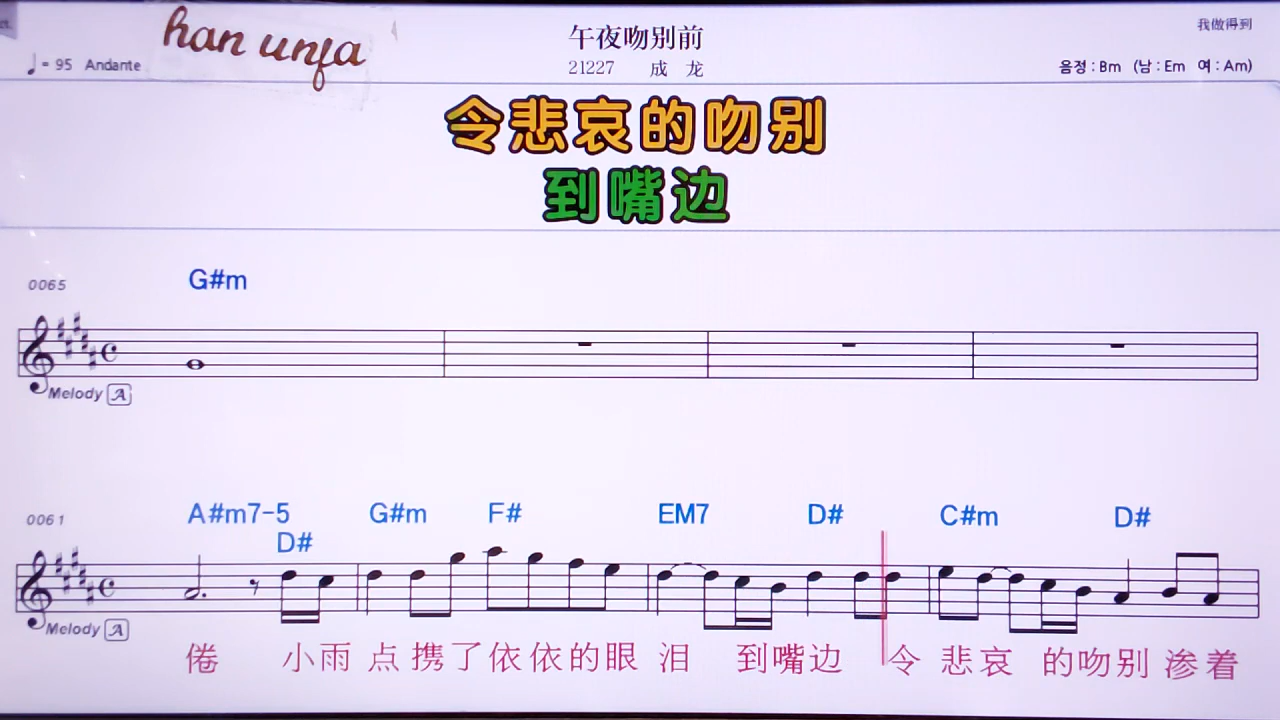 han unfa
午夜吻别前
我做得到
♩= 95 Andante
21227 成 龙
음정 : Bm (남 : Em 여 : Am)
令悲哀的吻别
到嘴边
0065
G#m
Melody A
0061
A#m7-5 G#m F# EM7 D# C#m D#
D#
Melody A
倦 小雨 点 携了依依的眼 泪 到嘴边 令 悲哀 的吻别 渗着